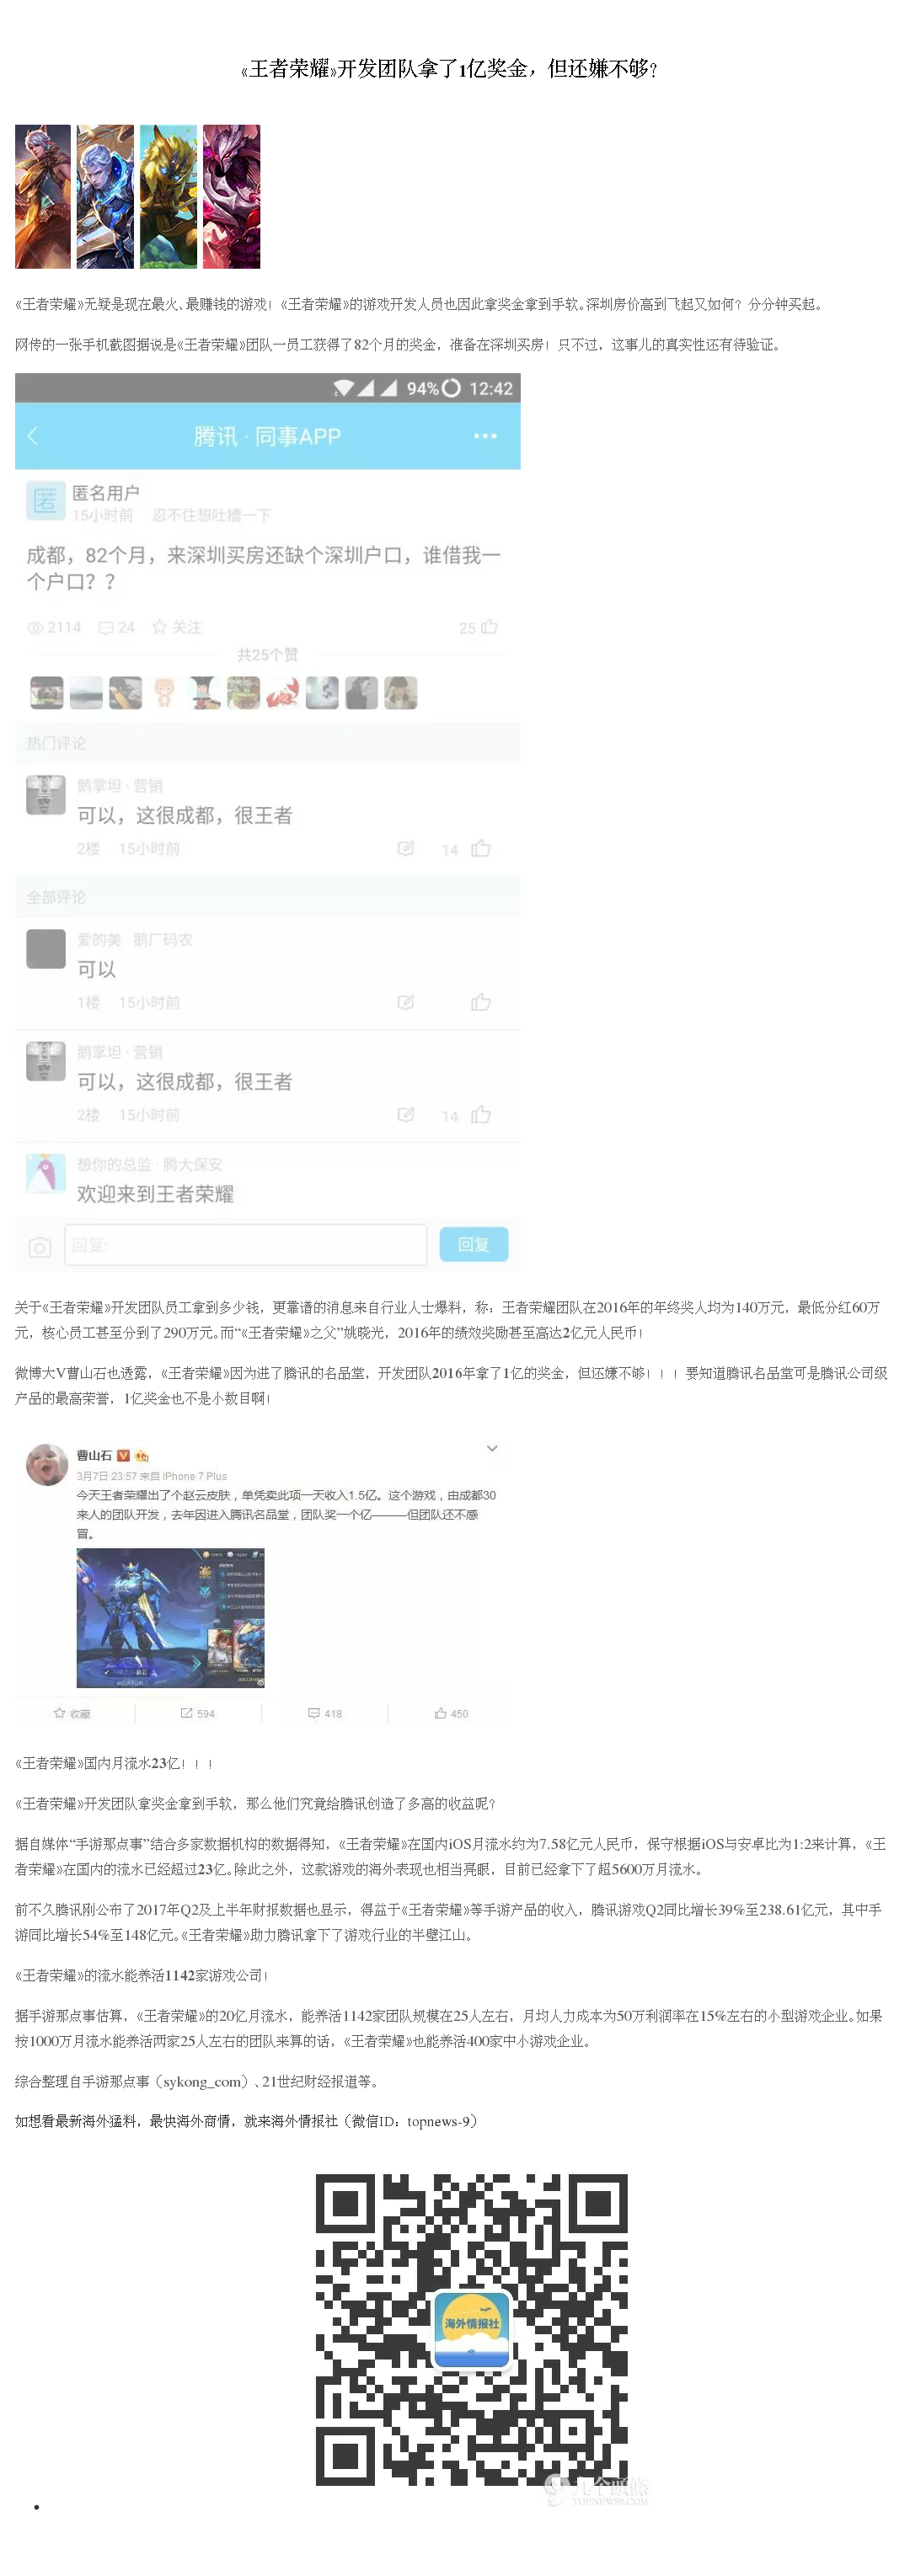 《王者荣耀》开发团队拿了1亿奖金，但还嫌不够？
《王者荣耀》无疑是现在最火、最赚钱的游戏！《王者荣耀》的游戏开发人员也因此拿奖金拿到手软。深圳房价高到飞起又如何？分分钟买起。
网传的一张手机截图据说是《王者荣耀》团队一员工获得了82个月的奖金，准备在深圳买房！只不过，这事儿的真实性还有待验证。
94% 12:42
腾讯 · 同事APP
匿
匿名用户
15小时前 忍不住想吐槽一下
成都，82个月，来深圳买房还缺个深圳户口，谁借我一
个户口？？
2114 24 关注 25
共25个赞
热门评论
鹅掌坦 · 营销
可以，这很成都，很王者
2楼 15小时前 14
全部评论
爱的美 · 鹅厂码农
可以
1楼 15小时前
鹅掌坦 · 营销
可以，这很成都，很王者
2楼 15小时前 14
想你的总监 · 腾大保安
欢迎来到王者荣耀
回复: 回复
关于《王者荣耀》开发团队员工拿到多少钱，更靠谱的消息来自行业人士爆料，称：王者荣耀团队在2016年的年终奖人均为140万元，最低分红60万
元，核心员工甚至分到了290万元。而“《王者荣耀》之父”姚晓光，2016年的绩效奖励甚至高达2亿元人民币！
微博大V曹山石也透露，《王者荣耀》因为进了腾讯的名品堂，开发团队2016年拿了1亿的奖金，但还嫌不够！！！要知道腾讯名品堂可是腾讯公司级
产品的最高荣誉，1亿奖金也不是小数目啊！
曹山石
3月7日 23:57 来自 iPhone 7 Plus
今天王者荣耀出了个赵云皮肤，单凭卖此项一天收入1.5亿。这个游戏，由成都30
来人的团队开发，去年因进入腾讯名品堂，团队奖一个亿———但团队还不感
冒。
收藏 594 418 450
《王者荣耀》国内月流水23亿！！！
《王者荣耀》开发团队拿奖金拿到手软，那么他们究竟给腾讯创造了多高的收益呢？
据自媒体“手游那点事”结合多家数据机构的数据得知，《王者荣耀》在国内iOS月流水约为7.58亿元人民币，保守根据iOS与安卓比为1:2来计算，《王
者荣耀》在国内的流水已经超过23亿。除此之外，这款游戏的海外表现也相当亮眼，目前已经拿下了超5600万月流水。
前不久腾讯刚公布了2017年Q2及上半年财报数据也显示，得益于《王者荣耀》等手游产品的收入，腾讯游戏Q2同比增长39%至238.61亿元，其中手
游同比增长54%至148亿元。《王者荣耀》助力腾讯拿下了游戏行业的半壁江山。
《王者荣耀》的流水能养活1142家游戏公司！
据手游那点事估算，《王者荣耀》的20亿月流水，能养活1142家团队规模在25人左右，月均人力成本为50万利润率在15%左右的小型游戏企业。如果
按1000万月流水能养活两家25人左右的团队来算的话，《王者荣耀》也能养活400家中小游戏企业。
综合整理自手游那点事（sykong_com）、21世纪财经报道等。
如想看最新海外猛料，最快海外商情，就来海外情报社（微信ID：topnews-9）
海外情报社
九个头条
TOPNEWS9.COM